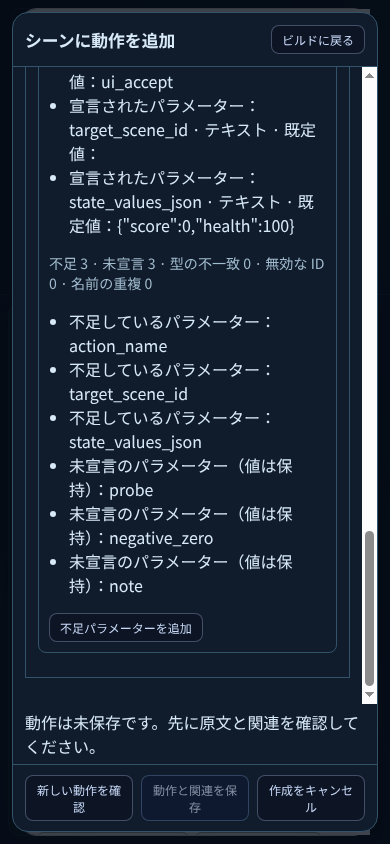 シーンに動作を追加
ビルドに戻る
値：ui_accept
宣言されたパラメーター：
target_scene_id · テキスト · 既定
値：
宣言されたパラメーター：
state_values_json · テキスト · 既
定値：{"score":0,"health":100}
不足 3 · 未宣言 3 · 型の不一致 0 · 無効な ID
0 · 名前の重複 0
不足しているパラメーター：
action_name
不足しているパラメーター：
target_scene_id
不足しているパラメーター：
state_values_json
未宣言のパラメーター（値は保
持）：probe
未宣言のパラメーター（値は保
持）：negative_zero
未宣言のパラメーター（値は保
持）：note
不足パラメーターを追加
動作は未保存です。先に原文と関連を確認して
ください。
新しい動作を確
認
動作と関連を保
存
作成をキャンセ
ル